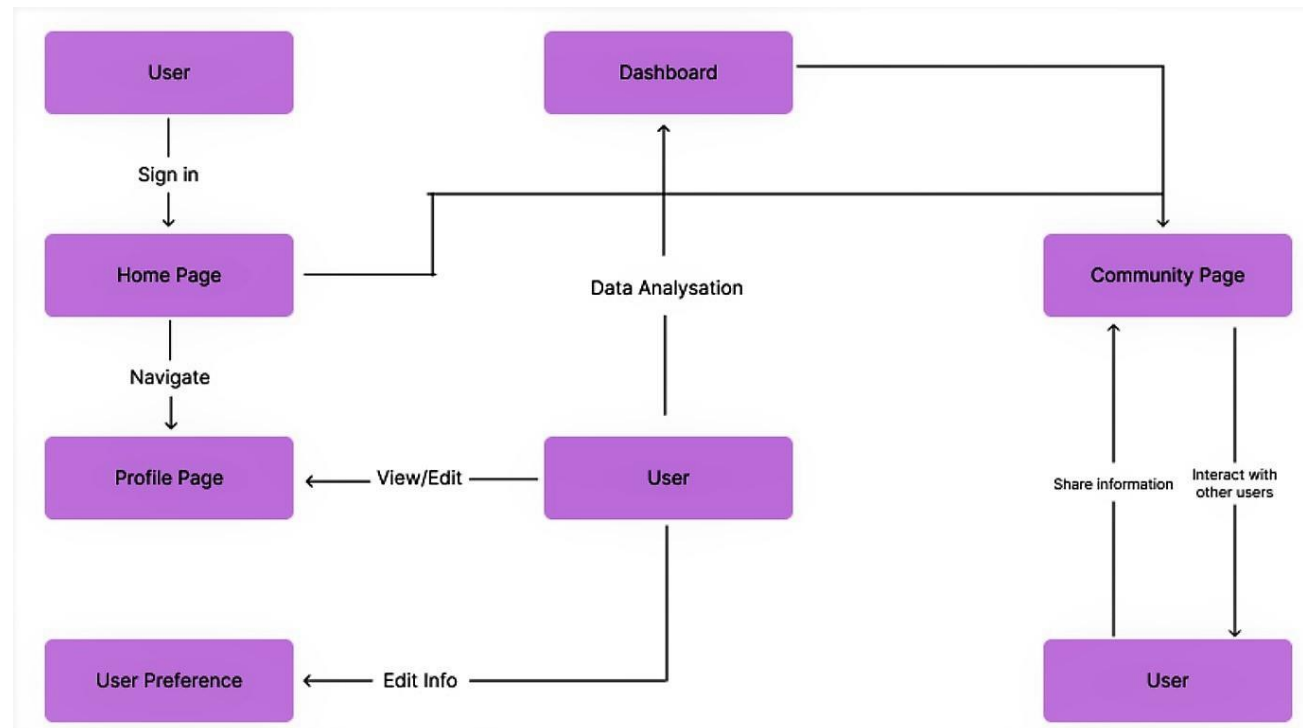 User
Dashboard
Sign in
Home Page
Data Analysation
Community Page
Navigate
Profile Page
View/Edit
User
Share information
Interact with
other users
User Preference
Edit Info
User